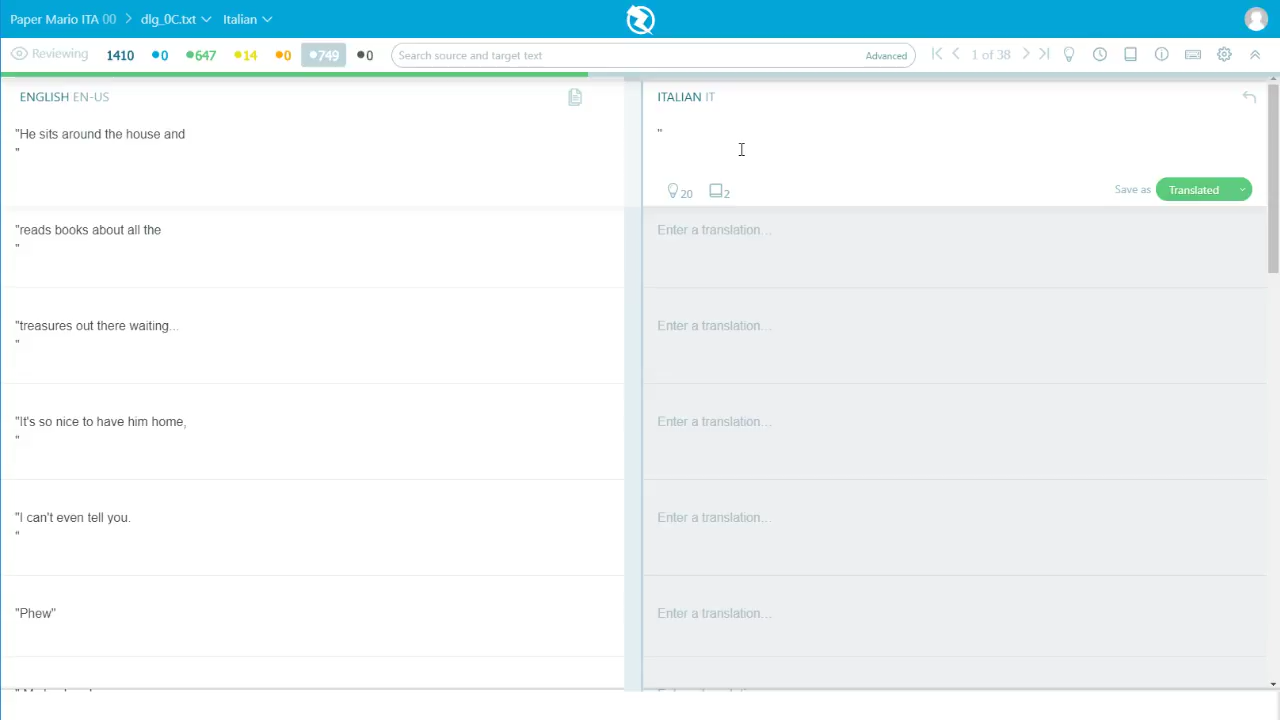 Paper Mario ITA 00 > dlg_0C.txt Italian
Reviewing 1410 0 647 14 0 749 0 Search source and target text Advanced 1 of 38
ENGLISH EN-US
ITALIAN IT
"He sits around the house and
"
"
20 2 Save as Translated
"reads books about all the
"
Enter a translation...
"treasures out there waiting...
"
Enter a translation...
"It's so nice to have him home,
"
Enter a translation...
"I can't even tell you.
"
Enter a translation...
"Phew"
Enter a translation...